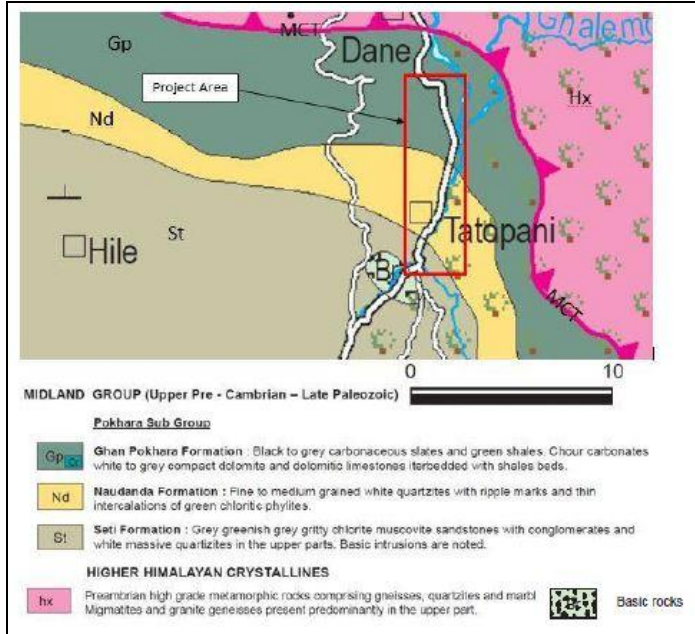 Gp
MCT
Dane
Ghalem
Project Area
Hx
Nd
St
Tatopani
Hile
B
MCT
0 10
MIDLAND GROUP (Upper Pre - Cambrian – Late Paleozoic)
Pokhara Sub Group
Gp Cr Ghan Pokhara Formation : Black to grey carbonaceous slates and green shales. Chour carbonates
white to grey compact dolomite and dolomitic limestones iterbedded with shales beds.
Nd Naudanda Formation : Fine to medium grained white quartzites with ripple marks and thin
intercalations of green chloritic phylites.
St Seti Formation : Grey greenish grey gritty chlorite muscovite sandstones with conglomerates and
white massive quartizites in the upper parts. Basic intrusions are noted.
HIGHER HIMALAYAN CRYSTALLINES
hx Preambrian high grade metamorphic rocks comprising gneisses, quartzites and marbl
Migmatites and granite geneisses present predominantly in the upper part.
Basic rocks